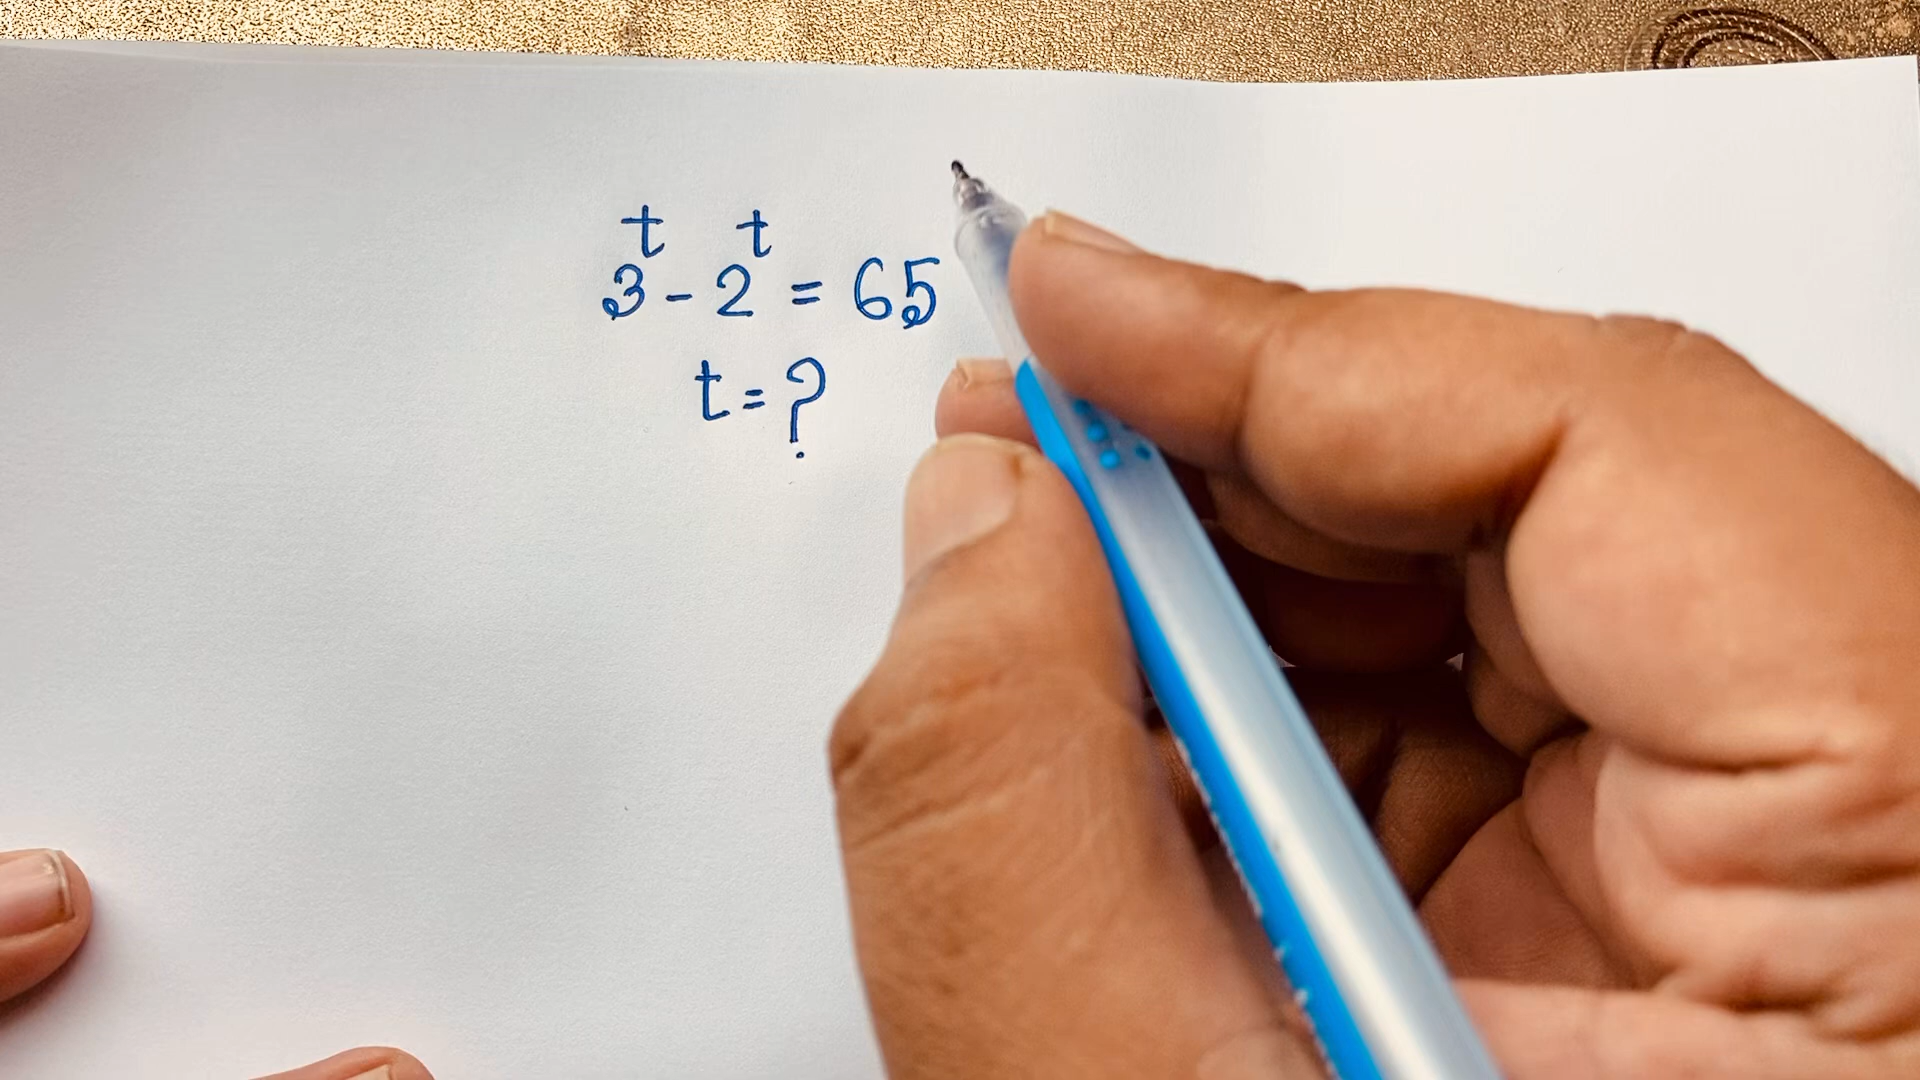 3^t - 2^t = 65
t = ?